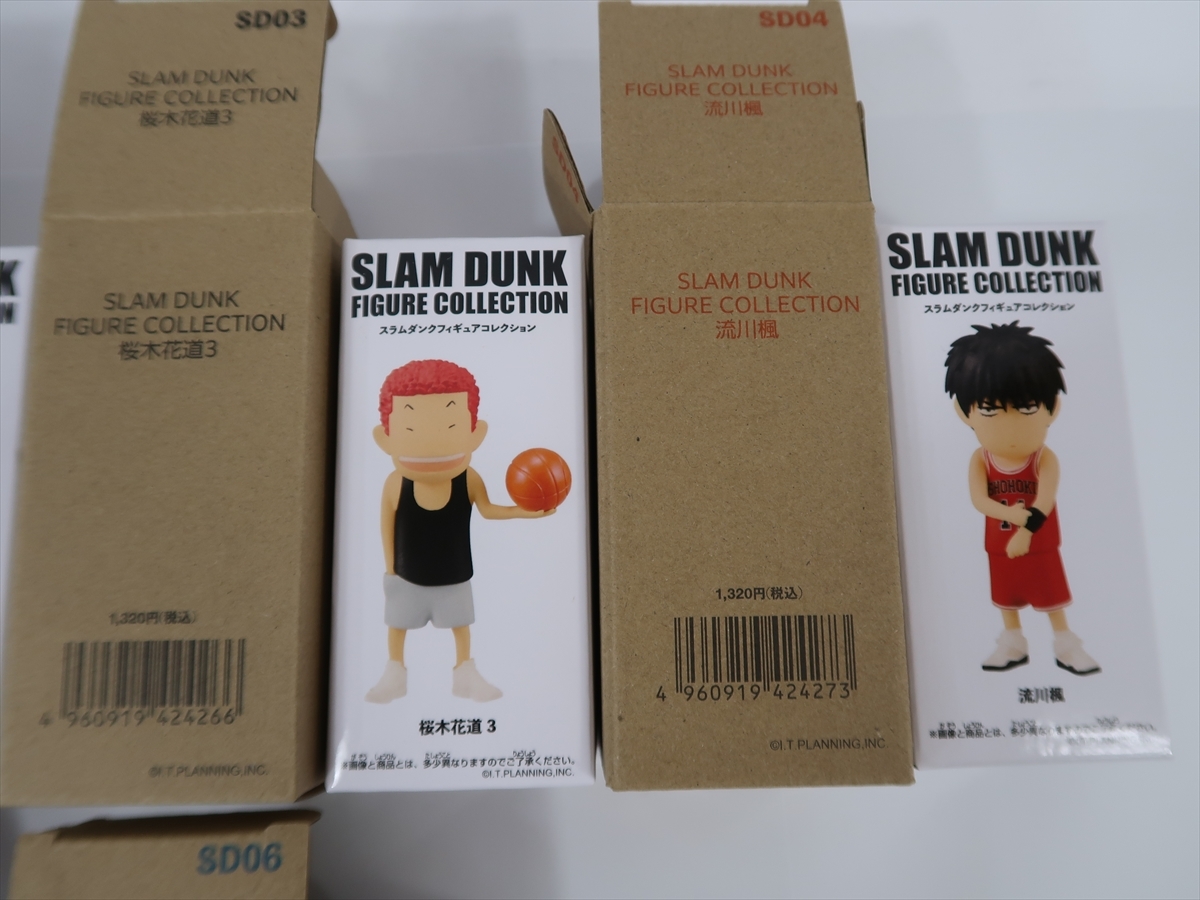 SD03
SLAM DUNK
FIGURE COLLECTION
桜木花道3
SLAM DUNK
FIGURE COLLECTION
桜木花道3
1,320円(税込)
4 960919 424266
©I.T.PLANNING,INC.
SLAM DUNK
FIGURE COLLECTION
スラムダンクフィギュアコレクション
桜木花道 3
※画像と商品とは、多少異なりますのでご了承ください。
©I.T.PLANNING,INC.
SD04
SLAM DUNK
FIGURE COLLECTION
流川楓
SD04
SLAM DUNK
FIGURE COLLECTION
流川楓
1,320円(税込)
4 960919 424273
©I.T.PLANNING,INC.
SLAM DUNK
FIGURE COLLECTION
スラムダンクフィギュアコレクション
SHOHOKU
流川楓
SD06